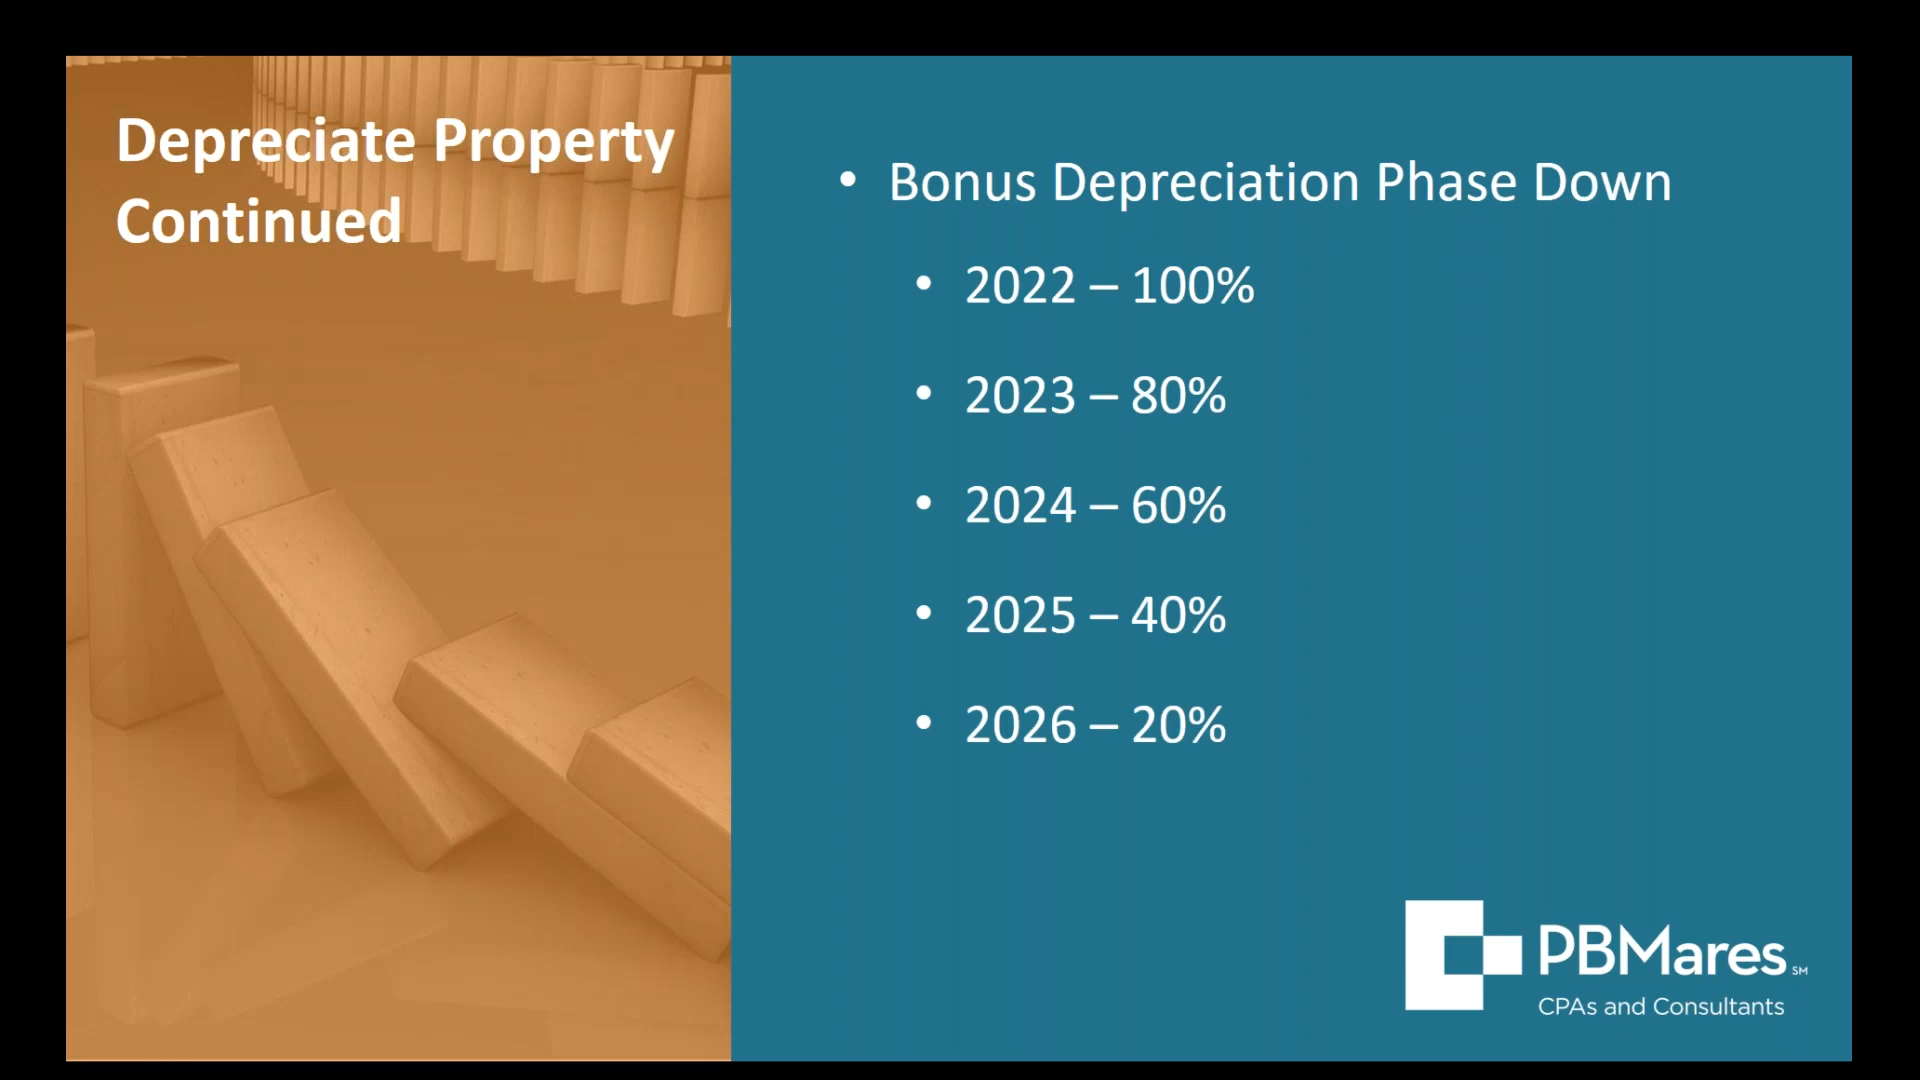 Depreciate Property
Continued
• Bonus Depreciation Phase Down
• 2022 – 100%
• 2023 – 80%
• 2024 – 60%
• 2025 – 40%
• 2026 – 20%
PBMares SM
CPAs and Consultants